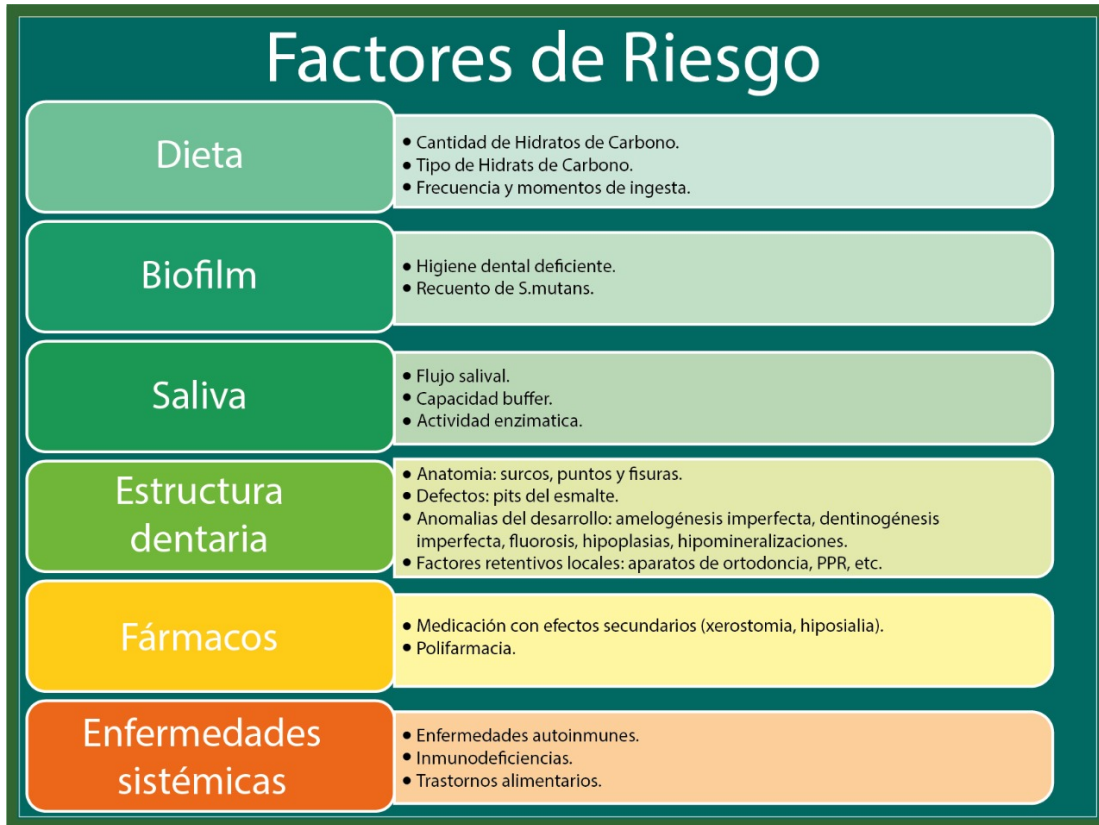 Factores de Riesgo
Dieta
• Cantidad de Hidratos de Carbono.
• Tipo de Hidrats de Carbono.
• Frecuencia y momentos de ingesta.
Biofilm
• Higiene dental deficiente.
• Recuento de S.mutans.
Saliva
• Flujo salival.
• Capacidad buffer.
• Actividad enzimatica.
Estructura
dentaria
• Anatomia: surcos, puntos y fisuras.
• Defectos: pits del esmalte.
• Anomalias del desarrollo: amelogénesis imperfecta, dentinogénesis
imperfecta, fluorosis, hipoplasias, hipomineralizaciones.
• Factores retentivos locales: aparatos de ortodoncia, PPR, etc.
Fármacos
• Medicación con efectos secundarios (xerostomia, hiposialia).
• Polifarmacia.
Enfermedades
sistémicas
• Enfermedades autoinmunes.
• Inmunodeficiencias.
• Trastornos alimentarios.